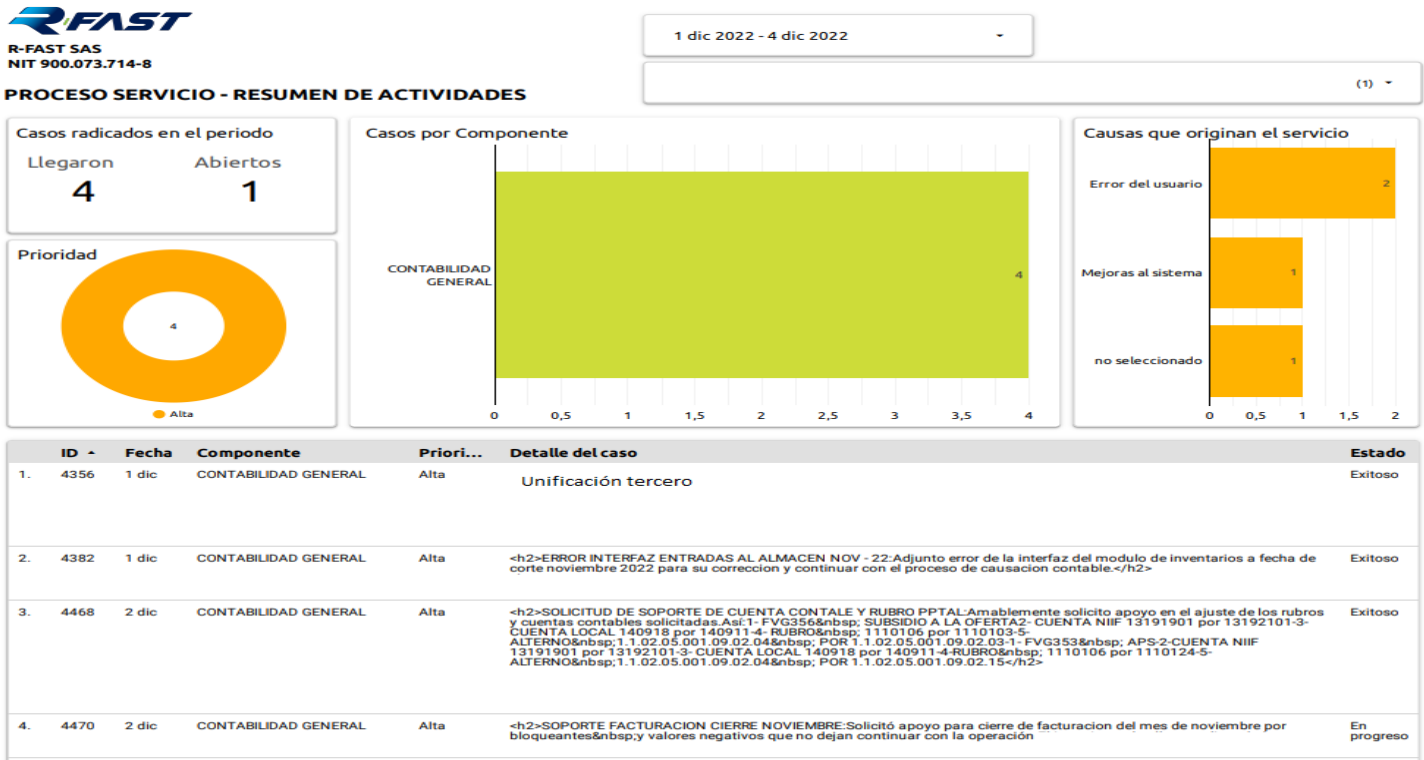 R-FAST
R-FAST SAS
NIT 900.073.714-8
PROCESO SERVICIO - RESUMEN DE ACTIVIDADES
1 dic 2022 - 4 dic 2022
(1)
Casos radicados en el periodo
Llegaron Abiertos
4 1
Prioridad
4
Alta
Casos por Componente
CONTABILIDAD
GENERAL
4
0 0,5 1 1,5 2 2,5 3 3,5 4
Causas que originan el servicio
Error del usuario 2
Mejoras al sistema 1
no seleccionado 1
0 0,5 1 1,5 2
ID Fecha Componente Priori... Detalle del caso Estado
1. 4356 1 dic CONTABILIDAD GENERAL Alta Unificación tercero Exitoso
2. 4382 1 dic CONTABILIDAD GENERAL Alta <h2>ERROR INTERFAZ ENTRADAS AL ALMACEN NOV - 22:Adjunto error de la interfaz del modulo de inventarios a fecha de Exitoso
corte noviembre 2022 para su correccion y continuar con el proceso de causacion contable.</h2>
3. 4468 2 dic CONTABILIDAD GENERAL Alta <h2>SOLICITUD DE SOPORTE DE CUENTA CONTALE Y RUBRO PPTAL:Amablemente solicito apoyo en el ajuste de los rubros Exitoso
y cuentas contables solicitadas.Así:1- FVG356&nbsp; SUBSIDIO A LA OFERTA2- CUENTA NIIF 13191901 por 13192101-3-
CUENTA LOCAL 140918 por 140911-4- RUBRO&nbsp; 1110106 por 1110103-5-
ALTERNO&nbsp;1.1.02.05.001.09.02.04&nbsp; POR 1.1.02.05.001.09.02.03-1- FVG353&nbsp; APS-2-CUENTA NIIF
13191901 por 13192101-3- CUENTA LOCAL 140918 por 140911-4-RUBRO&nbsp; 1110106 por 1110124-5-
ALTERNO&nbsp;1.1.02.05.001.09.02.04&nbsp; POR 1.1.02.05.001.09.02.15</h2>
4. 4470 2 dic CONTABILIDAD GENERAL Alta <h2>SOPORTE FACTURACION CIERRE NOVIEMBRE:Solicitó apoyo para cierre de facturacion del mes de noviembre por En
bloqueantes&nbsp;y valores negativos que no dejan continuar con la operación progreso